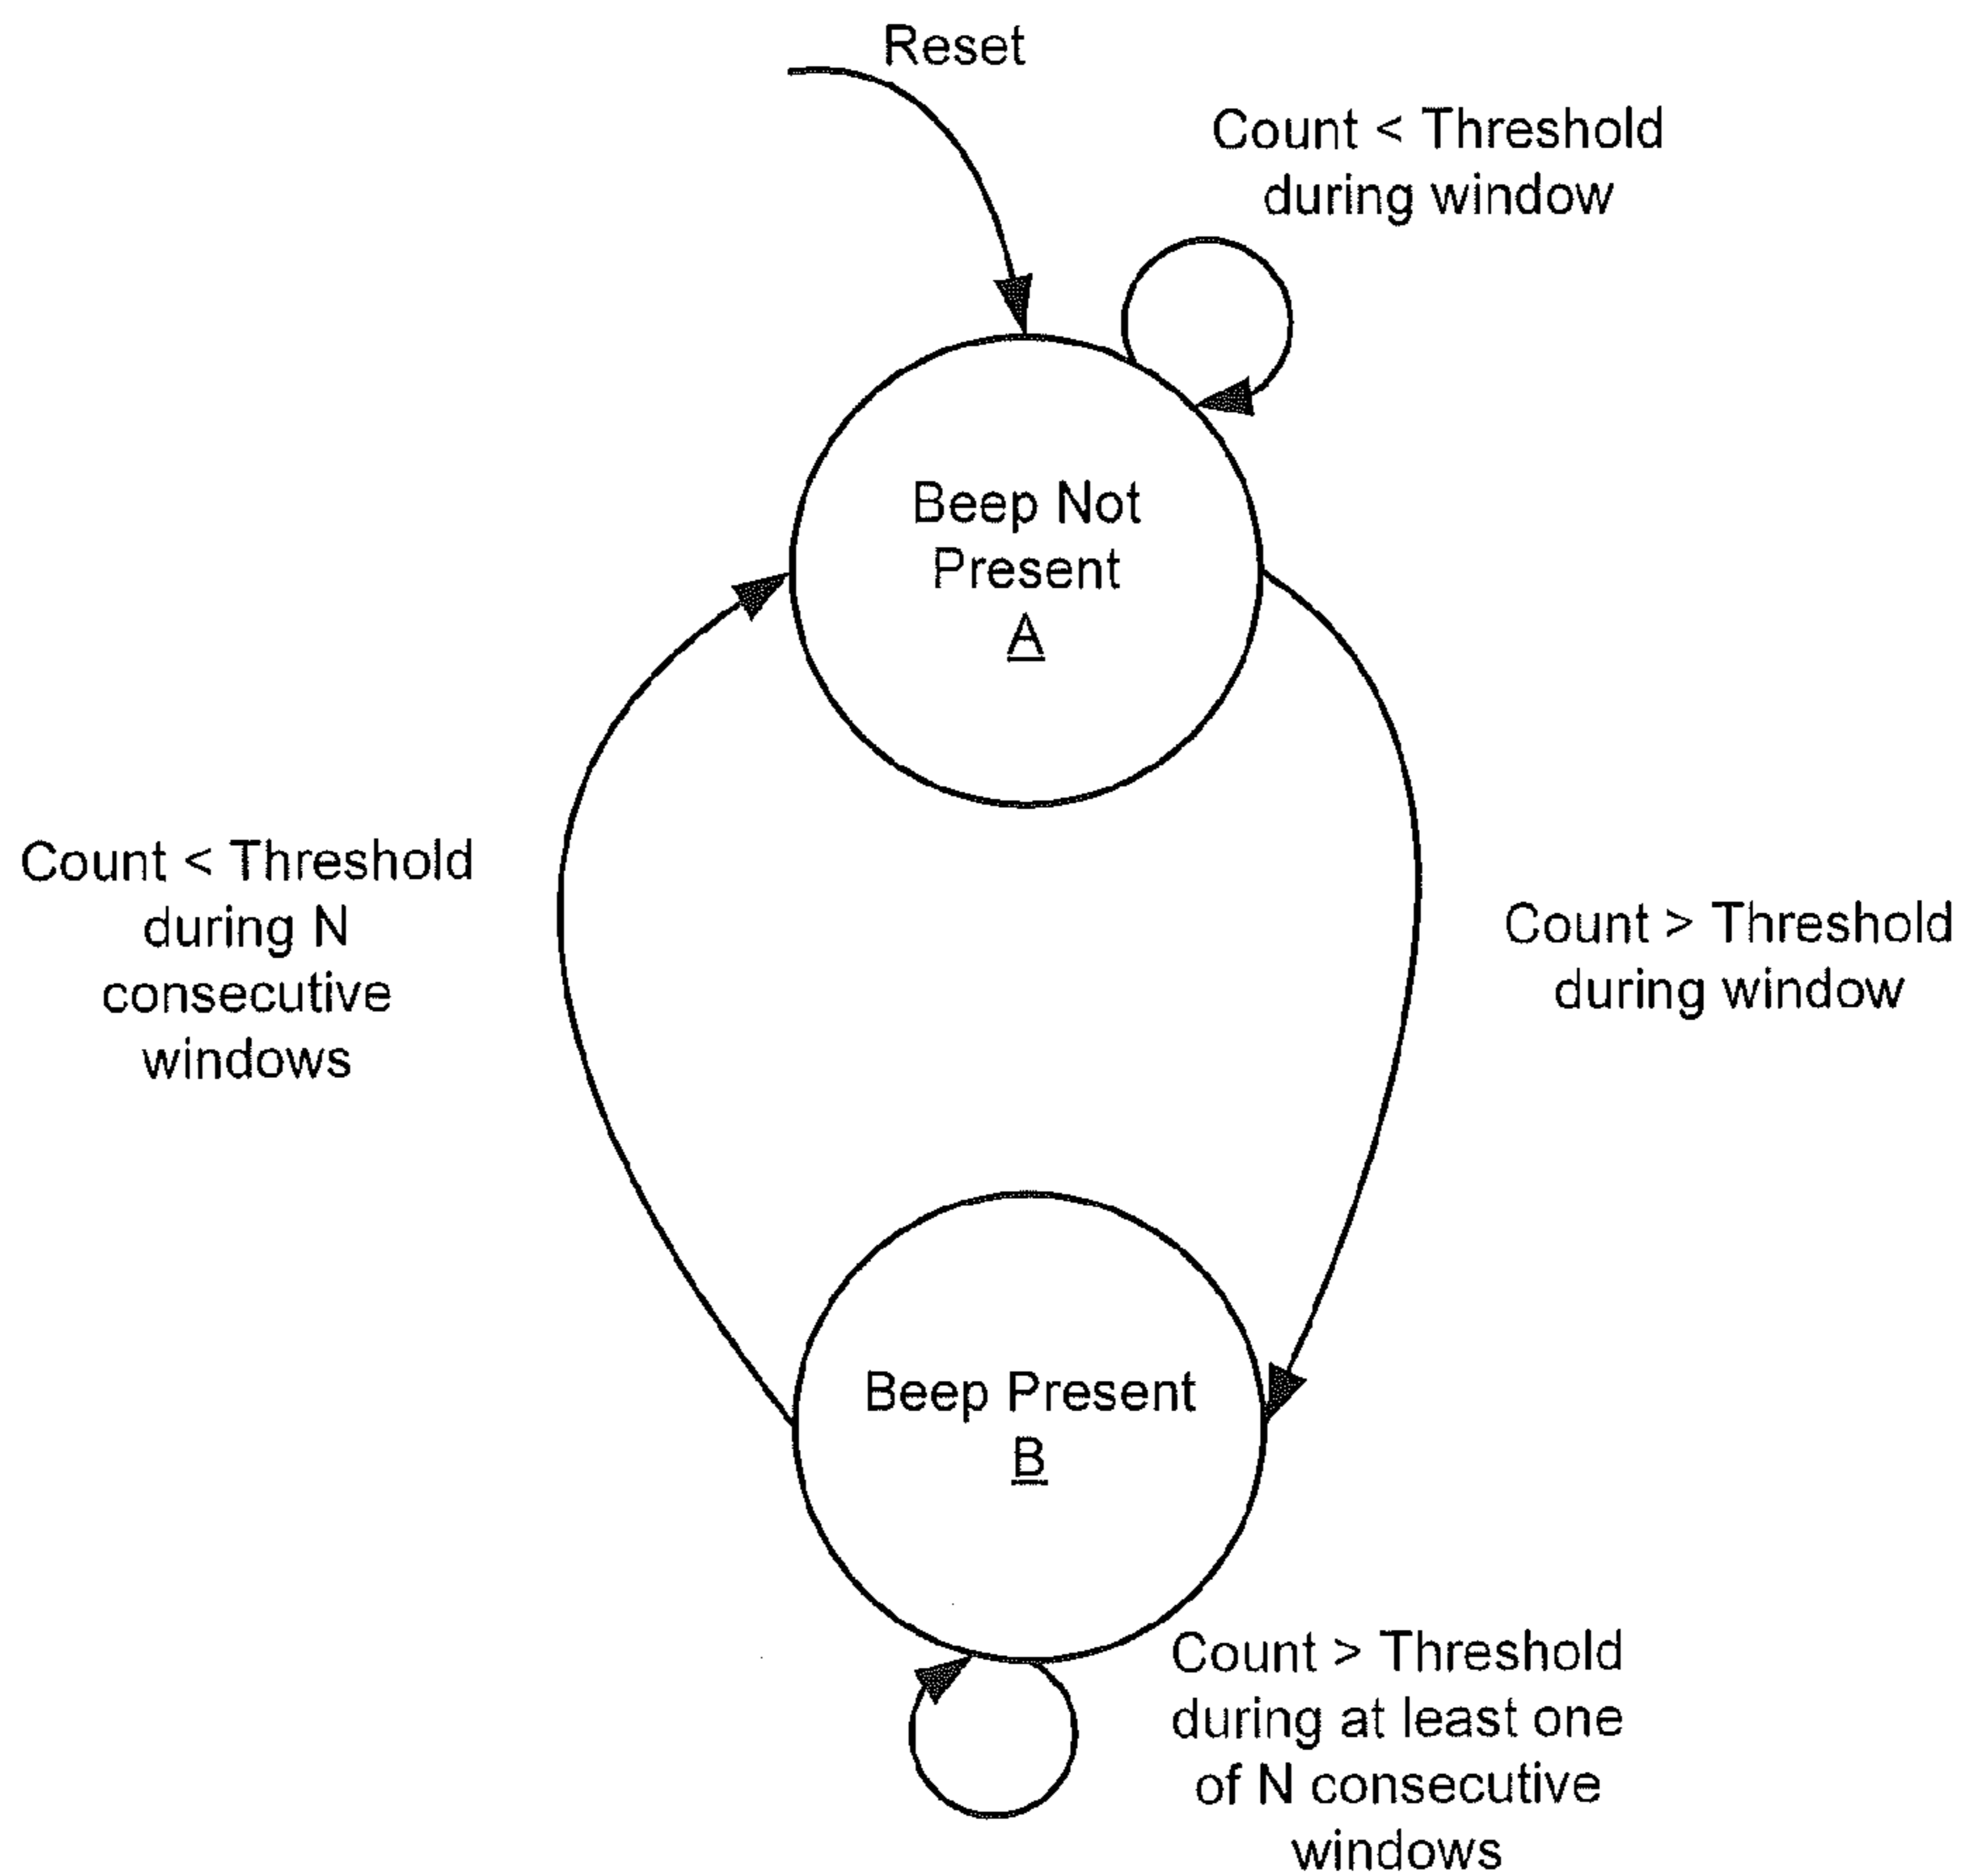 Reset
Count < Threshold
during window
Beep Not
Present
A
Count < Threshold
during N
consecutive
windows
Count > Threshold
during window
Beep Present
B
Count > Threshold
during at least one
of N consecutive
windows